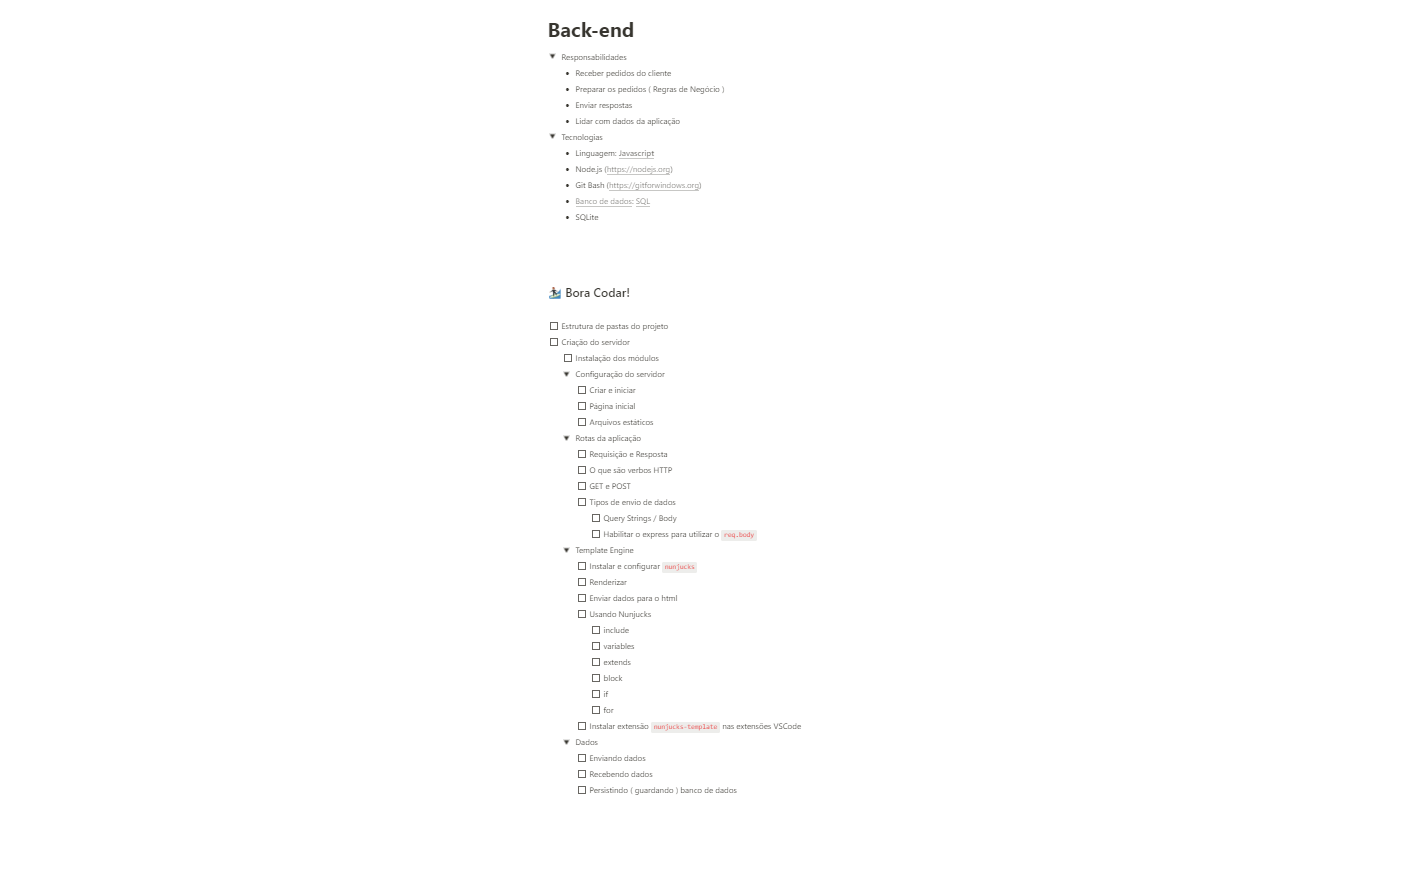 Back-end
Responsabilidades
Receber pedidos do cliente
Preparar os pedidos ( Regras de Negócio )
Enviar respostas
Lidar com dados da aplicação
Tecnologias
Linguagem: Javascript
Node.js (https://nodejs.org)
Git Bash (https://gitforwindows.org)
Banco de dados: SQL
SQLite
Bora Codar!
Estrutura de pastas do projeto
Criação do servidor
Instalação dos módulos
Configuração do servidor
Criar e iniciar
Página inicial
Arquivos estáticos
Rotas da aplicação
Requisição e Resposta
O que são verbos HTTP
GET e POST
Tipos de envio de dados
Query Strings / Body
Habilitar o express para utilizar o req.body
Template Engine
Instalar e configurar nunjucks
Renderizar
Enviar dados para o html
Usando Nunjucks
include
variables
extends
block
if
for
Instalar extensão nunjucks-template nas extensões VSCode
Dados
Enviando dados
Recebendo dados
Persistindo ( guardando ) banco de dados